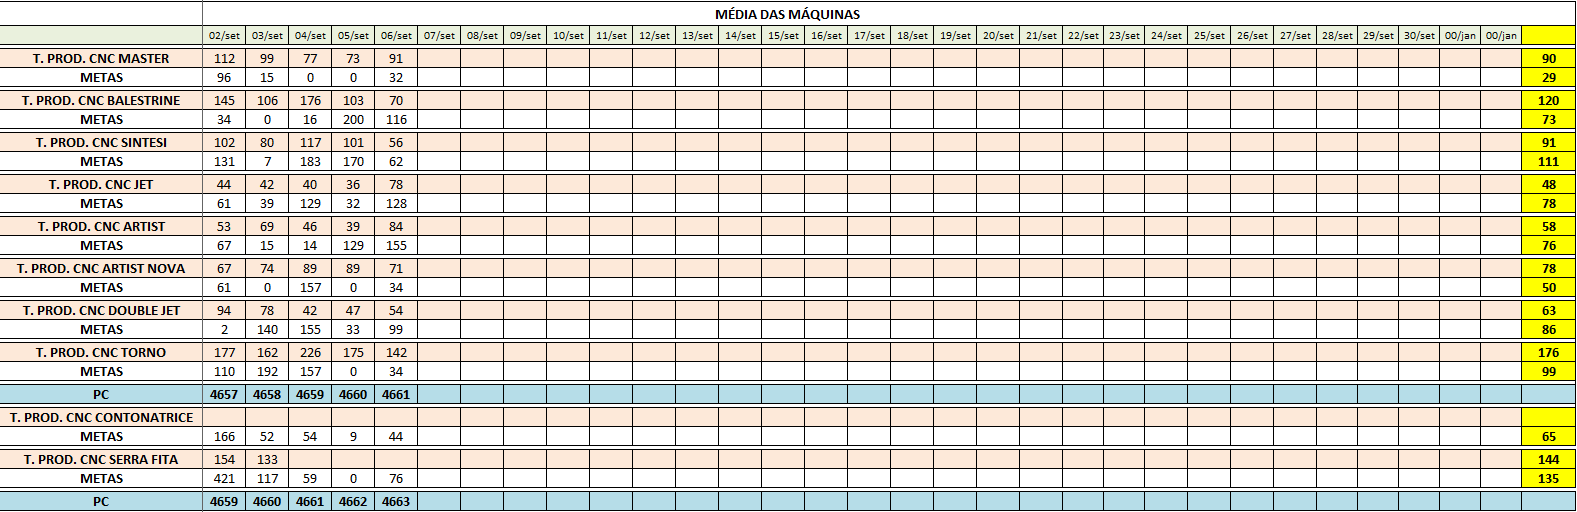 MÉDIA DAS MÁQUINAS
02/set 03/set 04/set 05/set 06/set 07/set 08/set 09/set 10/set 11/set 12/set 13/set 14/set 15/set 16/set 17/set 18/set 19/set 20/set 21/set 22/set 23/set 24/set 25/set 26/set 27/set 28/set 29/set 30/set 00/jan 00/jan
T. PROD. CNC MASTER 112 99 77 73 91 90
METAS 96 15 0 0 32 29
T. PROD. CNC BALESTRINE 145 106 176 103 70 120
METAS 34 0 16 200 116 73
T. PROD. CNC SINTESI 102 80 117 101 56 91
METAS 131 7 183 170 62 111
T. PROD. CNC JET 44 42 40 36 78 48
METAS 61 39 129 32 128 78
T. PROD. CNC ARTIST 53 69 46 39 84 58
METAS 67 15 14 129 155 76
T. PROD. CNC ARTIST NOVA 67 74 89 89 71 78
METAS 61 0 157 0 34 50
T. PROD. CNC DOUBLE JET 94 78 42 47 54 63
METAS 2 140 155 33 99 86
T. PROD. CNC TORNO 177 162 226 175 142 176
METAS 110 192 157 0 34 99
PC 4657 4658 4659 4660 4661
T. PROD. CNC CONTONATRICE
METAS 166 52 54 9 44 65
T. PROD. CNC SERRA FITA 154 133 144
METAS 421 117 59 0 76 135
PC 4659 4660 4661 4662 4663